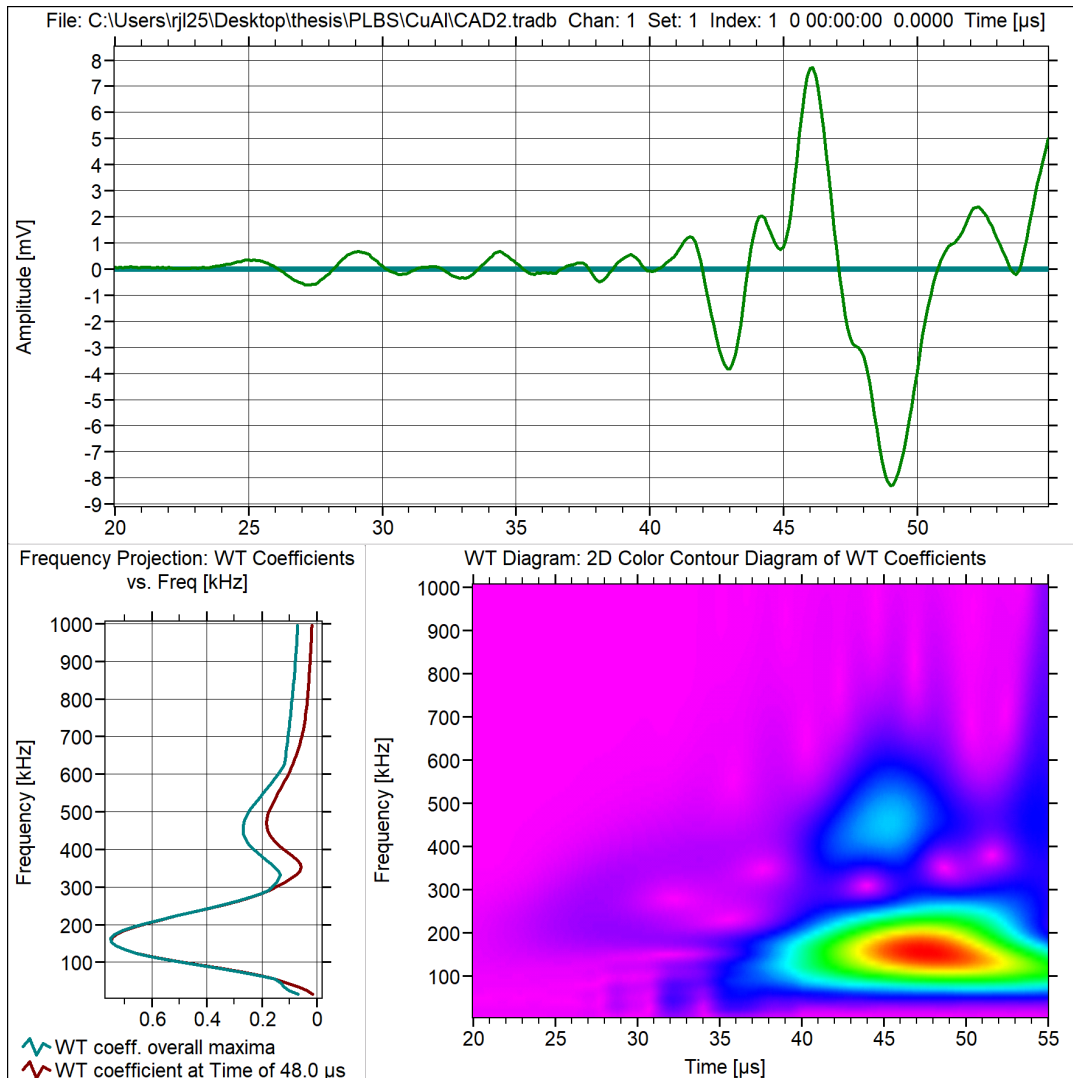 File: C:\Users\rjl25\Desktop\thesis\PLBS\CuAl\CAD2.tradb  Chan: 1  Set: 1  Index: 1  0 00:00:00  0.0000  Time [µs]
8
7
6
5
4
3
2
1
0
-1
-2
-3
-4
-5
-6
-7
-8
-9
Amplitude [mV]
20 25 30 35 40 45 50
Frequency Projection: WT Coefficients
vs. Freq [kHz]
1000
900
800
700
600
500
400
300
200
100
Frequency [kHz]
0.6 0.4 0.2 0
WT coeff. overall maxima
WT coefficient at Time of 48.0 µs
WT Diagram: 2D Color Contour Diagram of WT Coefficients
1000
900
800
700
600
500
400
300
200
100
Frequency [kHz]
20 25 30 35 40 45 50 55
Time [µs]